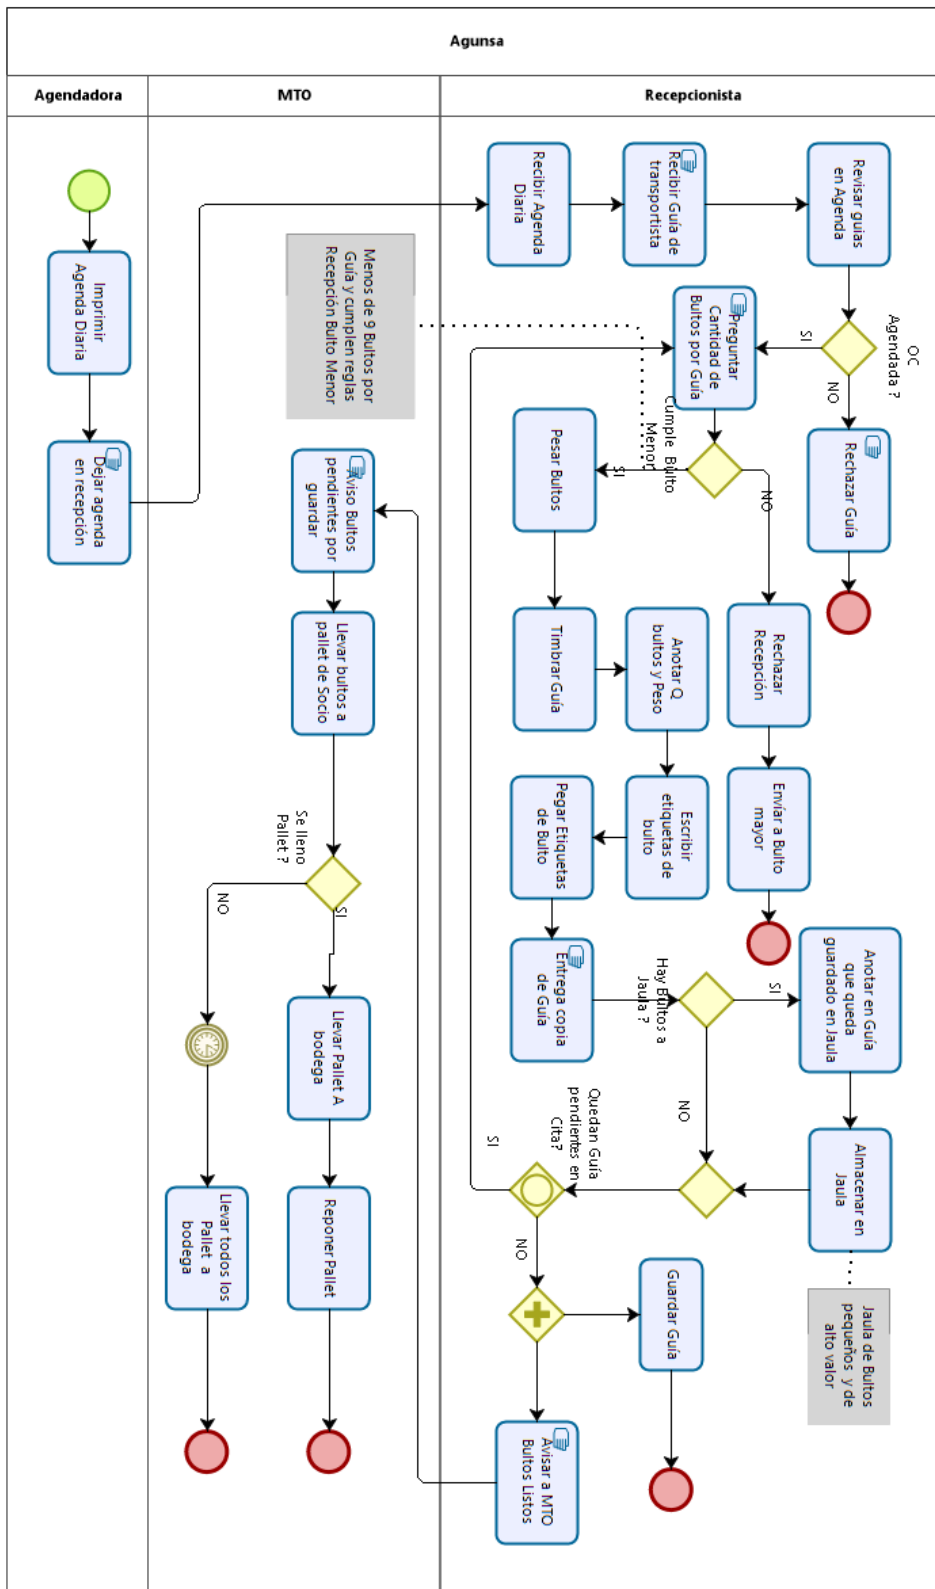 Agunsa
Agendadora
MTO
Recepcionista
Imprimir
Agenda Diaria
Dejar agenda
en recepción
Recibir Agenda
Diaria
Recibir Guía de
transportista
Revisar guias
en Agenda
OC
Agendada ?
SI
NO
Rechazar Guía
Preguntar
Cantidad de
Bultos por Guía
Menos de 9 Bultos por
Guía y cumplen reglas
Recepción Bulto Menor
Cumple Bulto
Menor
SI
NO
Pesar Bultos
Timbrar Guía
Anotar Q
bultos y Peso
Escribir
etiquetas de
bulto
Pegar Etiquetas
de Bulto
Entrega copia
de Guía
Rechazar
Recepción
Envíar a Bulto
mayor
Hay Bultos a
Jaula ?
SI
NO
Anotar en Guía
que queda
guardado en Jaula
Almacenar en
Jaula
Jaula de Bultos
pequeños y de
alto valor
Quedan Guía
pendientes en
Cita?
SI
NO
Guardar Guía
Avisar a MTO
Bultos Listos
Aviso Bultos
pendientes por
guardar
Llevar bultos a
pallet de Socio
Se lleno
Pallet ?
SI
NO
Llevar Pallet A
bodega
Reponer Pallet
Llevar todos los
Pallet a
bodega